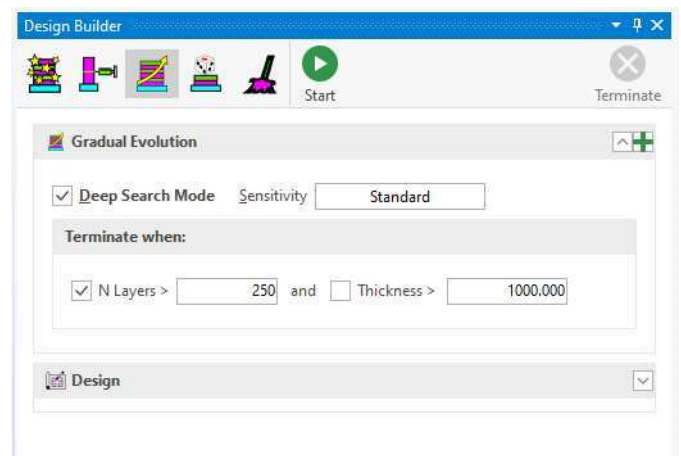 Design Builder
Start
Terminate
Gradual Evolution
Deep Search Mode Sensitivity Standard
Terminate when:
N Layers > 250 and Thickness > 1000.000
Design